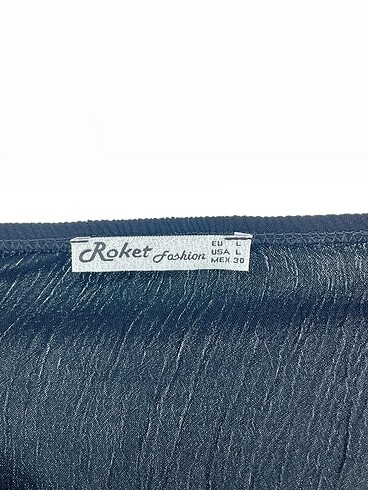 Roket Fashion
EU L
USA L
MEX 30